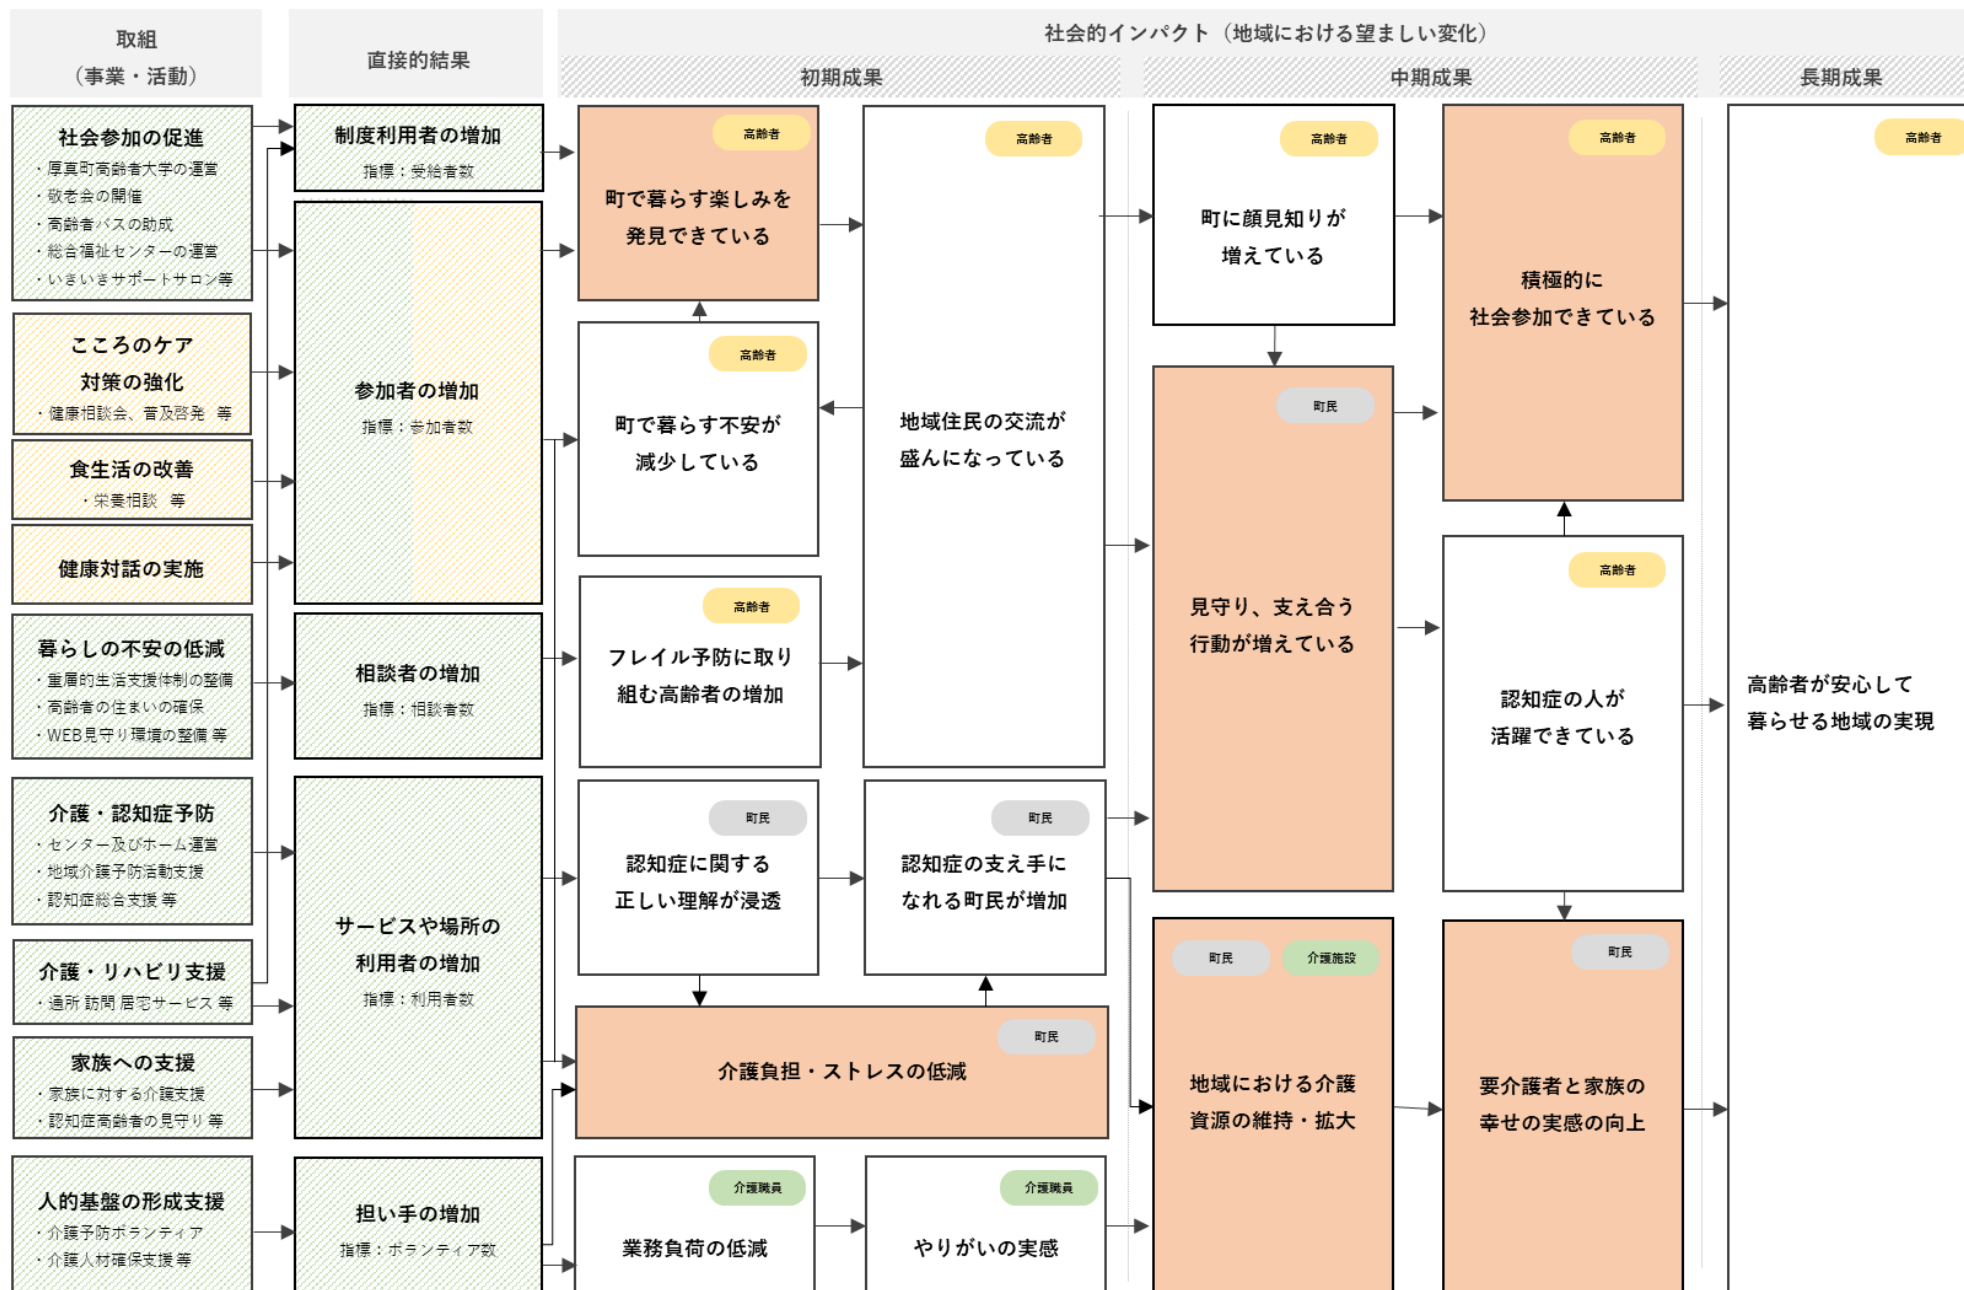 取組
（事業・活動）
直接的結果
社会的インパクト（地域における望ましい変化）
初期成果
中期成果
長期成果
社会参加の促進
・厚真町高齢者大学の運営
・敬老会の開催
・高齢者バスの助成
・総合福祉センターの運営
・いきいきサポートサロン等
こころのケア
対策の強化
・健康相談会、普及啓発 等
食生活の改善
・栄養相談 等
健康対話の実施
暮らしの不安の低減
・重層的生活支援体制の整備
・高齢者の住まいの確保
・WEB見守り環境の整備 等
介護・認知症予防
・センター及びホーム運営
・地域介護予防活動支援
・認知症総合支援 等
介護・リハビリ支援
・通所 訪問 居宅サービス 等
家族への支援
・家族に対する介護支援
・認知症高齢者の見守り 等
人的基盤の形成支援
・介護予防ボランティア
・介護人材確保支援 等
制度利用者の増加
指標：受給者数
参加者の増加
指標：参加者数
相談者の増加
指標：相談者数
サービスや場所の
利用者の増加
指標：利用者数
担い手の増加
指標：ボランティア数
高齢者
町で暮らす楽しみを
発見できている
高齢者
町で暮らす不安が
減少している
高齢者
フレイル予防に取り
組む高齢者の増加
町民
認知症に関する
正しい理解が浸透
町民
介護負担・ストレスの低減
介護職員
業務負荷の低減
高齢者
地域住民の交流が
盛んになっている
町民
認知症の支え手に
なれる町民が増加
介護職員
やりがいの実感
高齢者
町に顔見知りが
増えている
町民
見守り、支え合う
行動が増えている
町民
介護施設
地域における介護
資源の維持・拡大
高齢者
積極的に
社会参加できている
高齢者
認知症の人が
活躍できている
町民
要介護者と家族の
幸せの実感の向上
高齢者
高齢者が安心して
暮らせる地域の実現